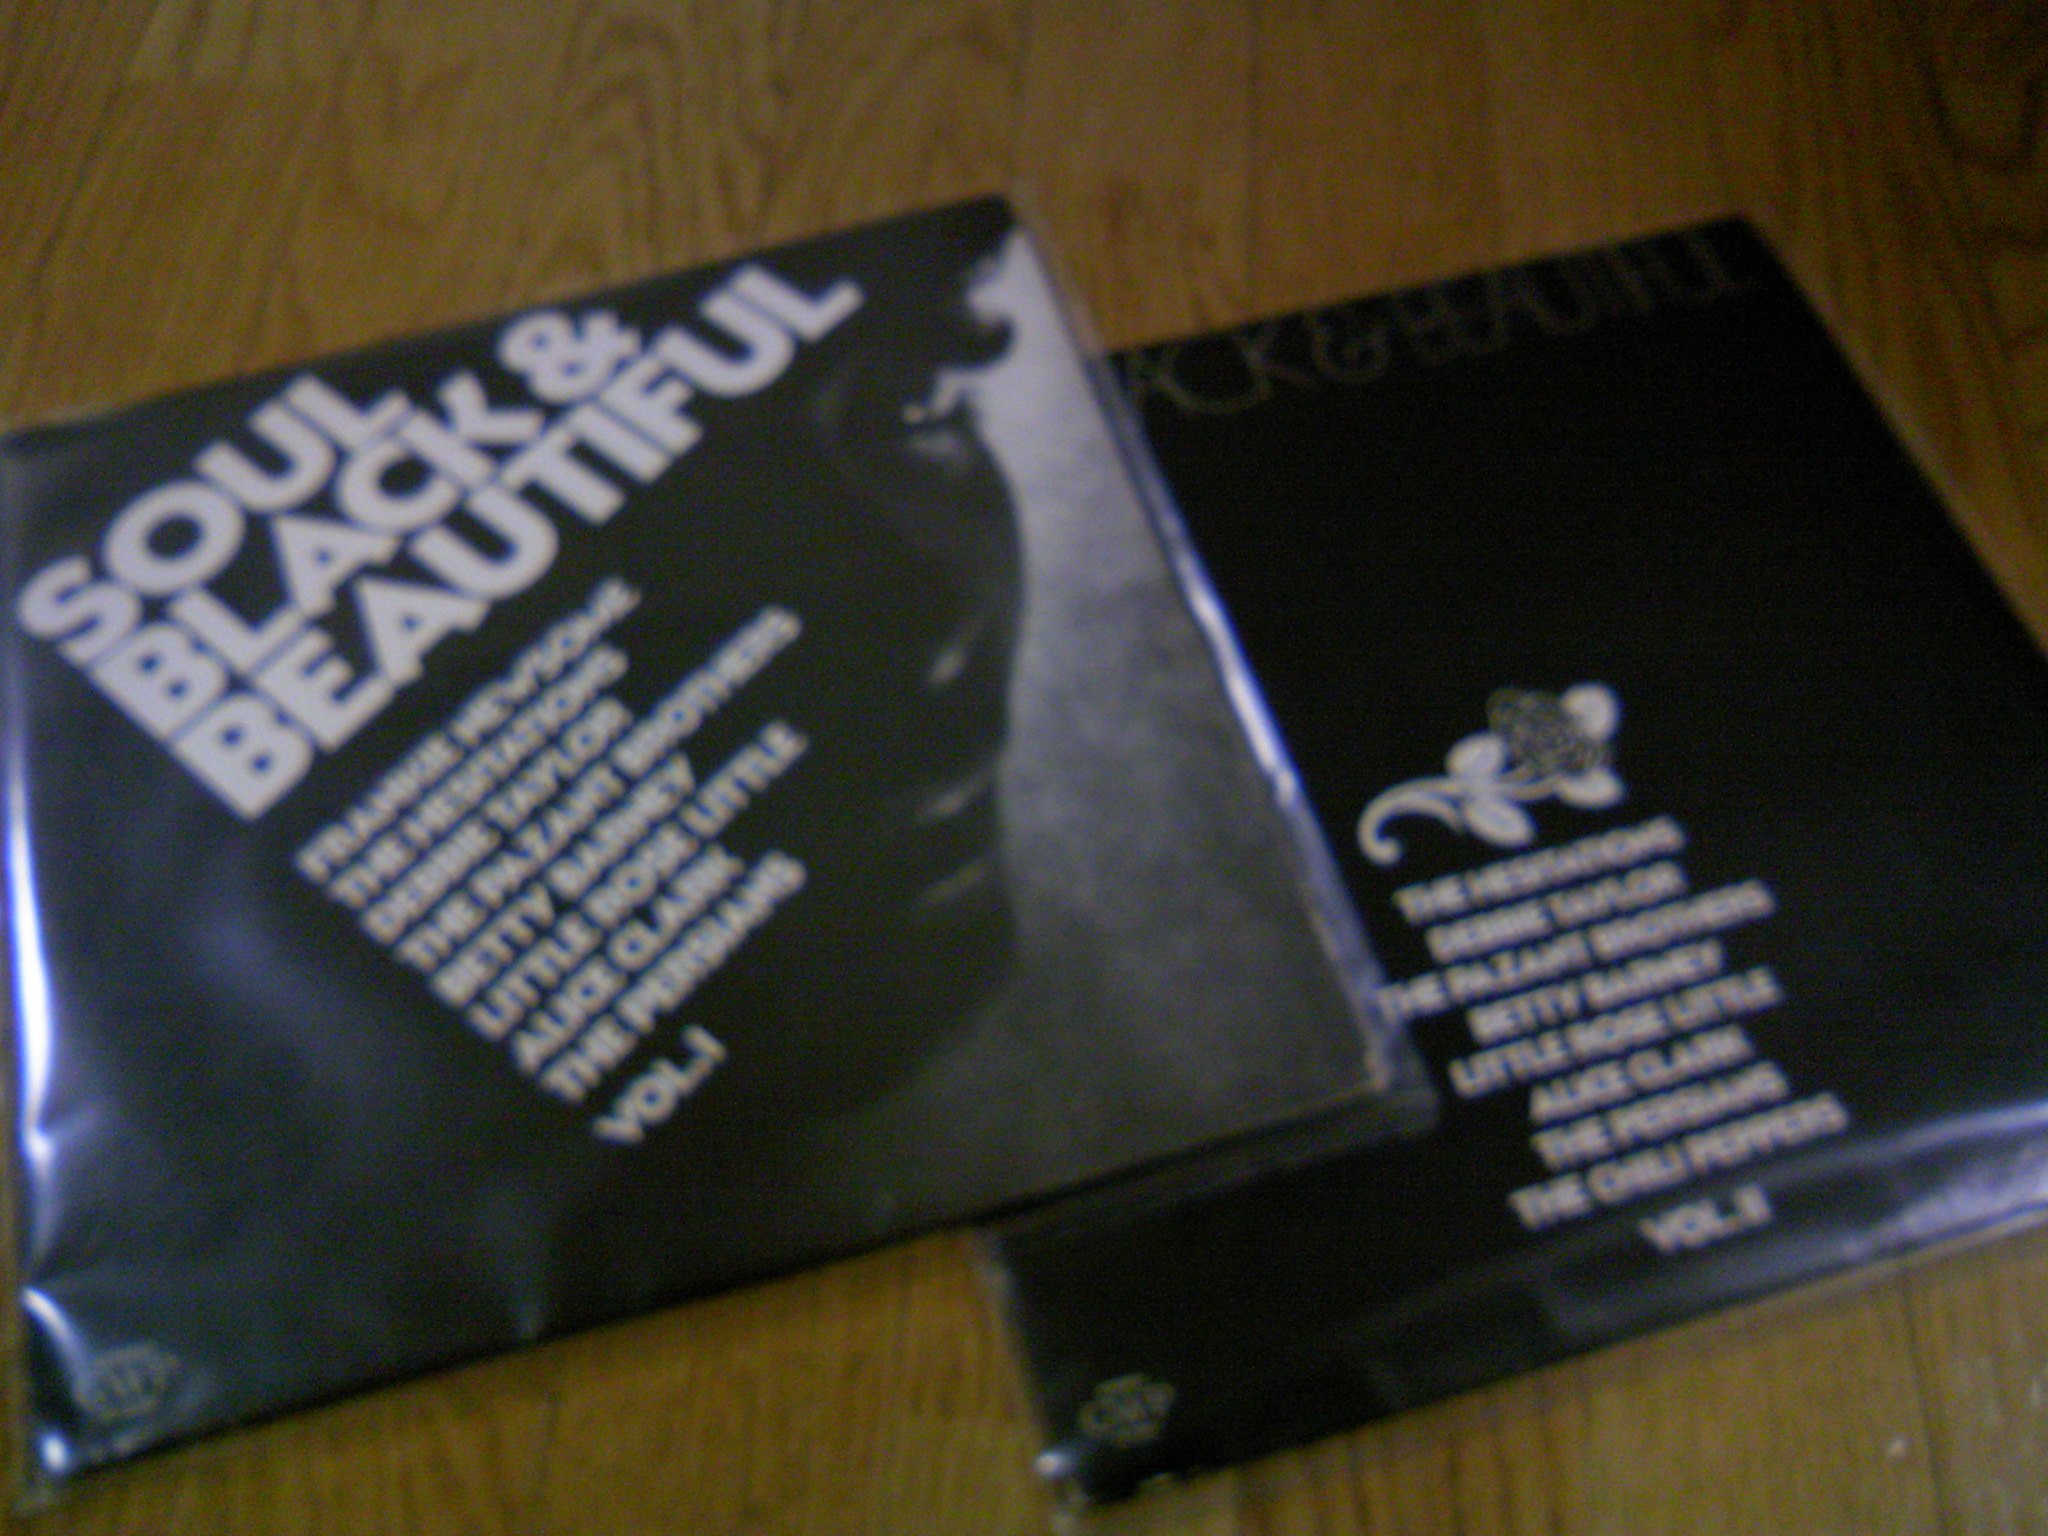 SOUL
BLACK &
BEAUTIFUL
FRANKIE NEWSOME
THE HESITATIONS
DEBBIE TAYLOR
THE PAZANT BROTHERS
BETTY BARNEY
LITTLE ROSE LITTLE
ALICE CLARK
THE PERSIANS
VOL. I
ACK & BEAUTIFUL
THE HESITATIONS
DEBBIE TAYLOR
THE PAZANT BROTHERS
BETTY BARNEY
LITTLE ROSE LITTLE
ALICE CLARK
THE PERSIANS
THE CHILI PEPPERS
VOL. II